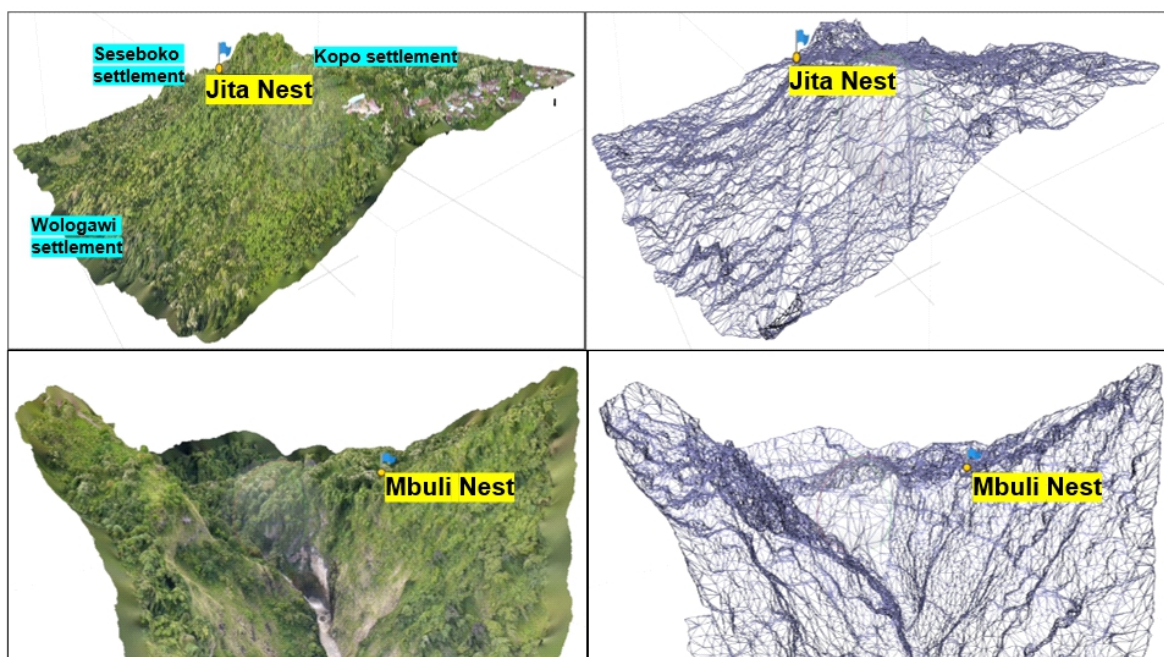 Seseboko
settlement
Kopo settlement
Jita Nest
Wologawi
settlement
Jita Nest
Mbuli Nest
Mbuli Nest